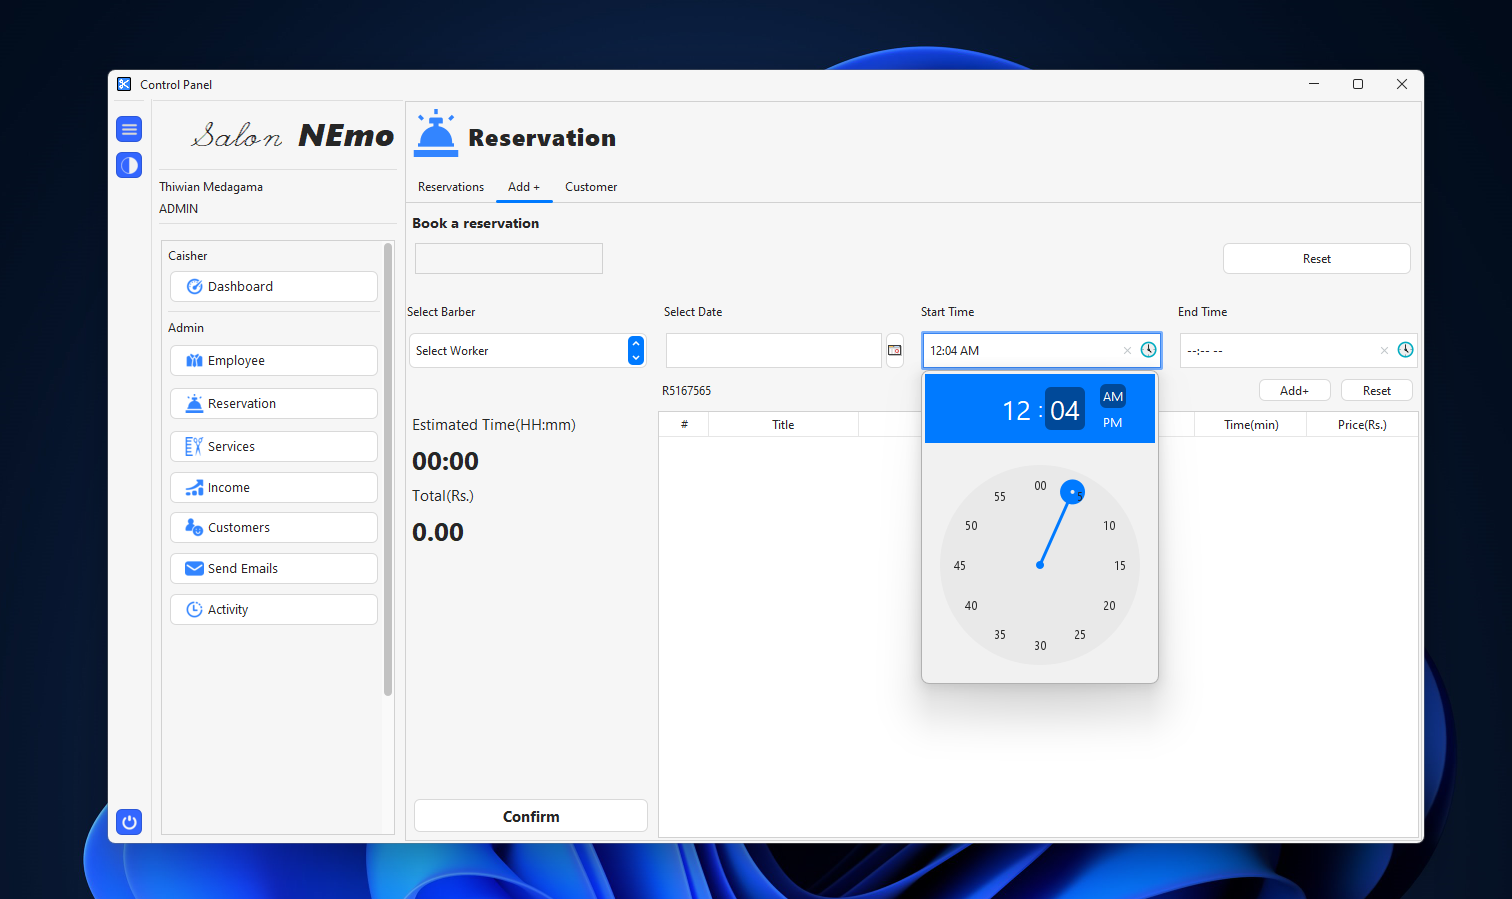 Control Panel
Salon NEmo
Thiwian Medagama
ADMIN
Caisher
Dashboard
Admin
Employee
Reservation
Services
Income
Customers
Send Emails
Activity
Reservation
Reservations Add + Customer
Book a reservation
Reset
Select Barber Select Date Start Time End Time
Select Worker 12:04 AM --:-- --
R5167565 Add+ Reset
# Title Time(min) Price(Rs.)
Estimated Time(HH:mm)
00:00
Total(Rs.)
0.00
Confirm
12 : 04 AM
PM
00
5
10
15
20
25
30
35
40
45
50
55